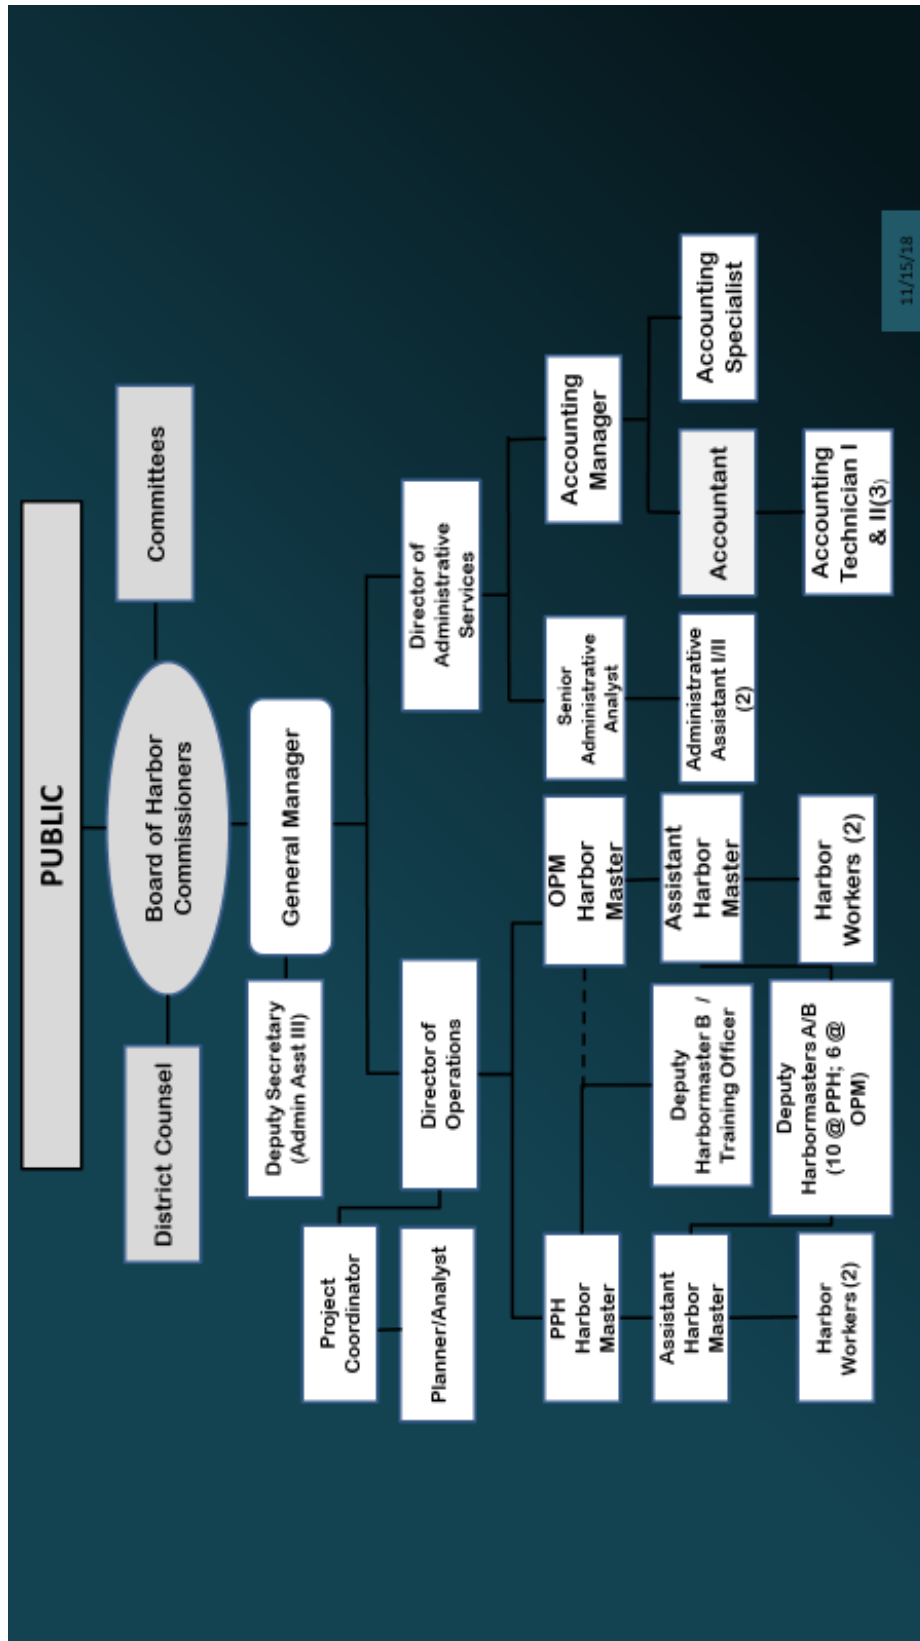 PUBLIC
District Counsel
Board of Harbor
Commissioners
Committees
Deputy Secretary
(Admin Asst III)
General Manager
Project
Coordinator
Planner/Analyst
Director of
Operations
Director of
Administrative
Services
PPH
Harbor
Master
OPM
Harbor
Master
Senior
Administrative
Analyst
Accounting
Manager
Assistant
Harbor
Master
Deputy
Harbormaster B /
Training Officer
Assistant
Harbor
Master
Administrative
Assistant I/II
(2)
Accountant
Accounting
Specialist
Harbor
Workers (2)
Deputy
Harbormasters A/B
(10 @ PPH; 6 @
OPM)
Harbor
Workers (2)
Accounting
Technician I
& II(3)
11/15/18